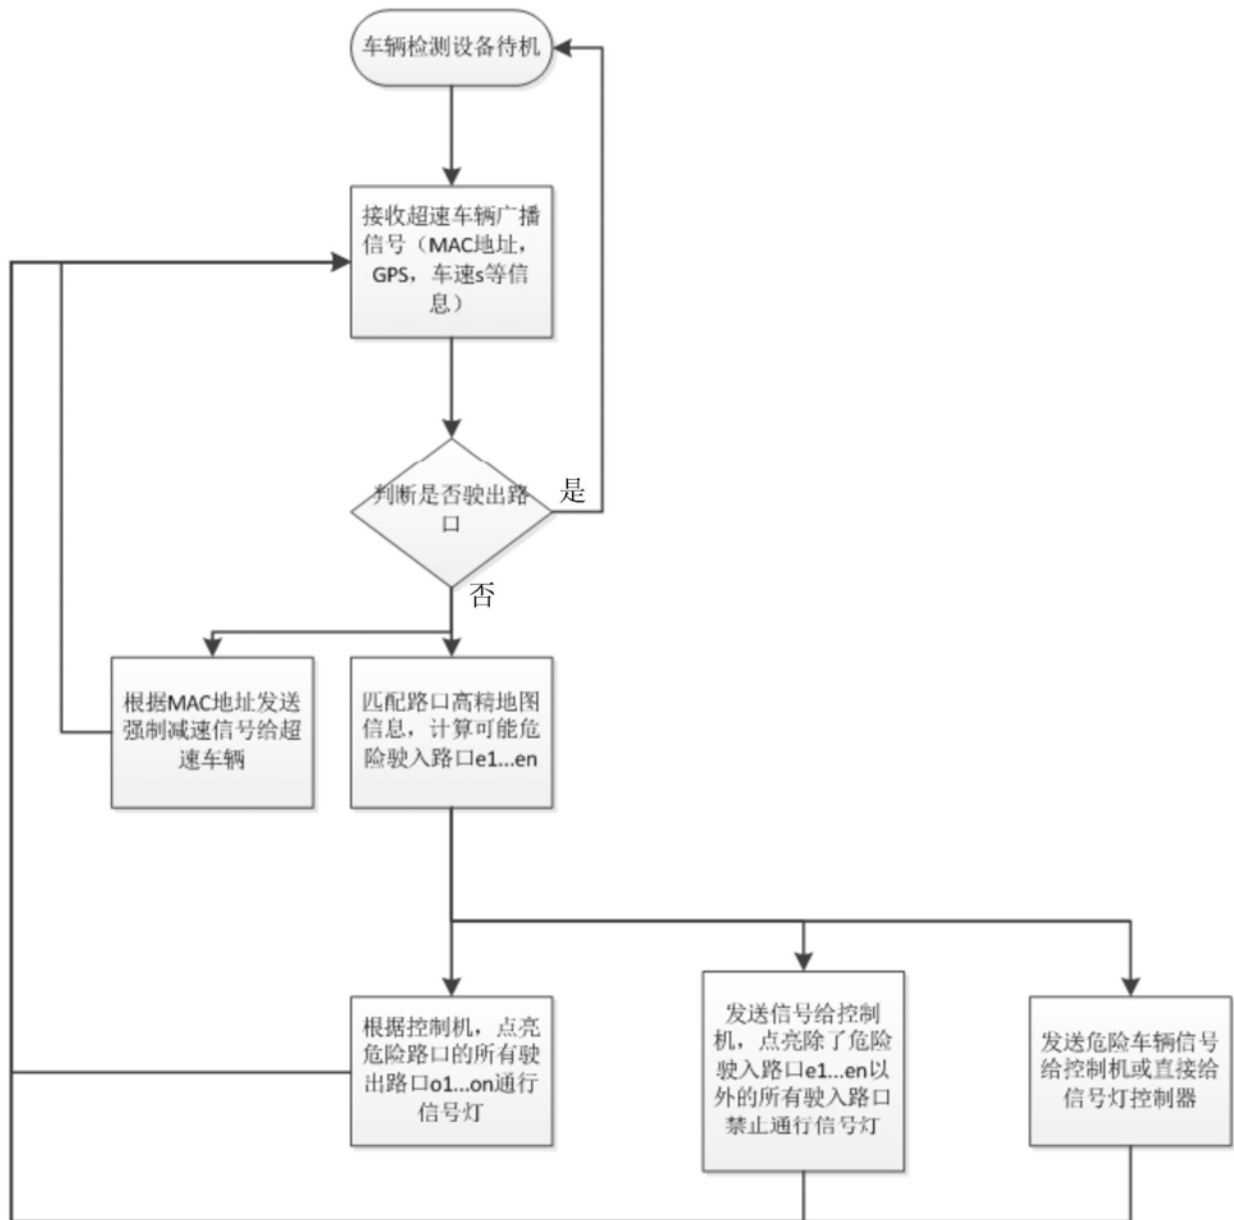 车辆检测设备待机
接收超速车辆广播
信号（MAC地址，
GPS，车速s等信
息）
判断是否驶出路
口
是
否
根据MAC地址发送
强制减速信号给超
速车辆
匹配路口高精地图
信息，计算可能危
险驶入路口e1...en
根据控制机，点亮
危险路口的所有驶
出路口o1...on通行
信号灯
发送信号给控制
机，点亮除了危险
驶入路口e1...en以
外的所有驶入路口
禁止通行信号灯
发送危险车辆信号
给控制机或直接给
信号灯控制器